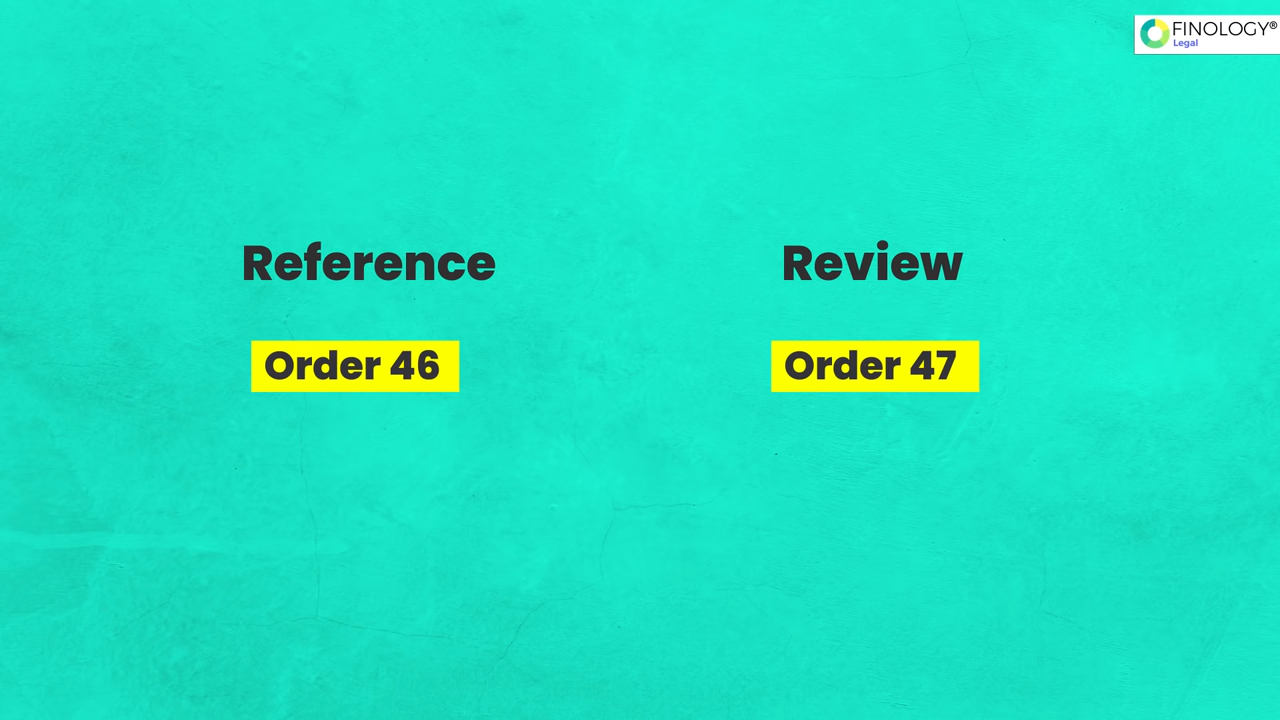 FINOLOGY®
Legal
Reference
Review
Order 46
Order 47